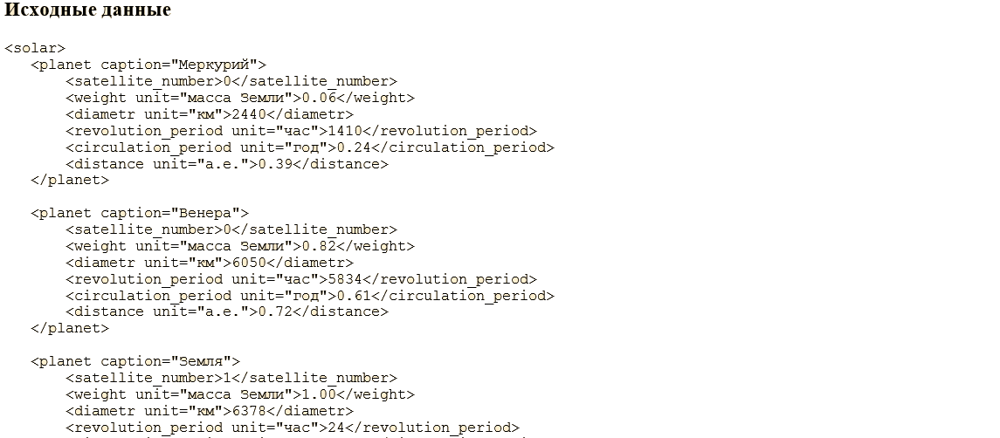 Исходные данные
<solar>
<planet caption="Меркурий">
<satellite_number>0</satellite_number>
<weight unit="масса Земли">0.06</weight>
<diametr unit="км">2440</diametr>
<revolution_period unit="час">1410</revolution_period>
<circulation_period unit="год">0.24</circulation_period>
<distance unit="а.е.">0.39</distance>
</planet>
<planet caption="Венера">
<satellite_number>0</satellite_number>
<weight unit="масса Земли">0.82</weight>
<diametr unit="км">6050</diametr>
<revolution_period unit="час">5834</revolution_period>
<circulation_period unit="год">0.61</circulation_period>
<distance unit="а.е.">0.72</distance>
</planet>
<planet caption="Земля">
<satellite_number>1</satellite_number>
<weight unit="масса Земли">1.00</weight>
<diametr unit="км">6378</diametr>
<revolution_period unit="час">24</revolution_period>